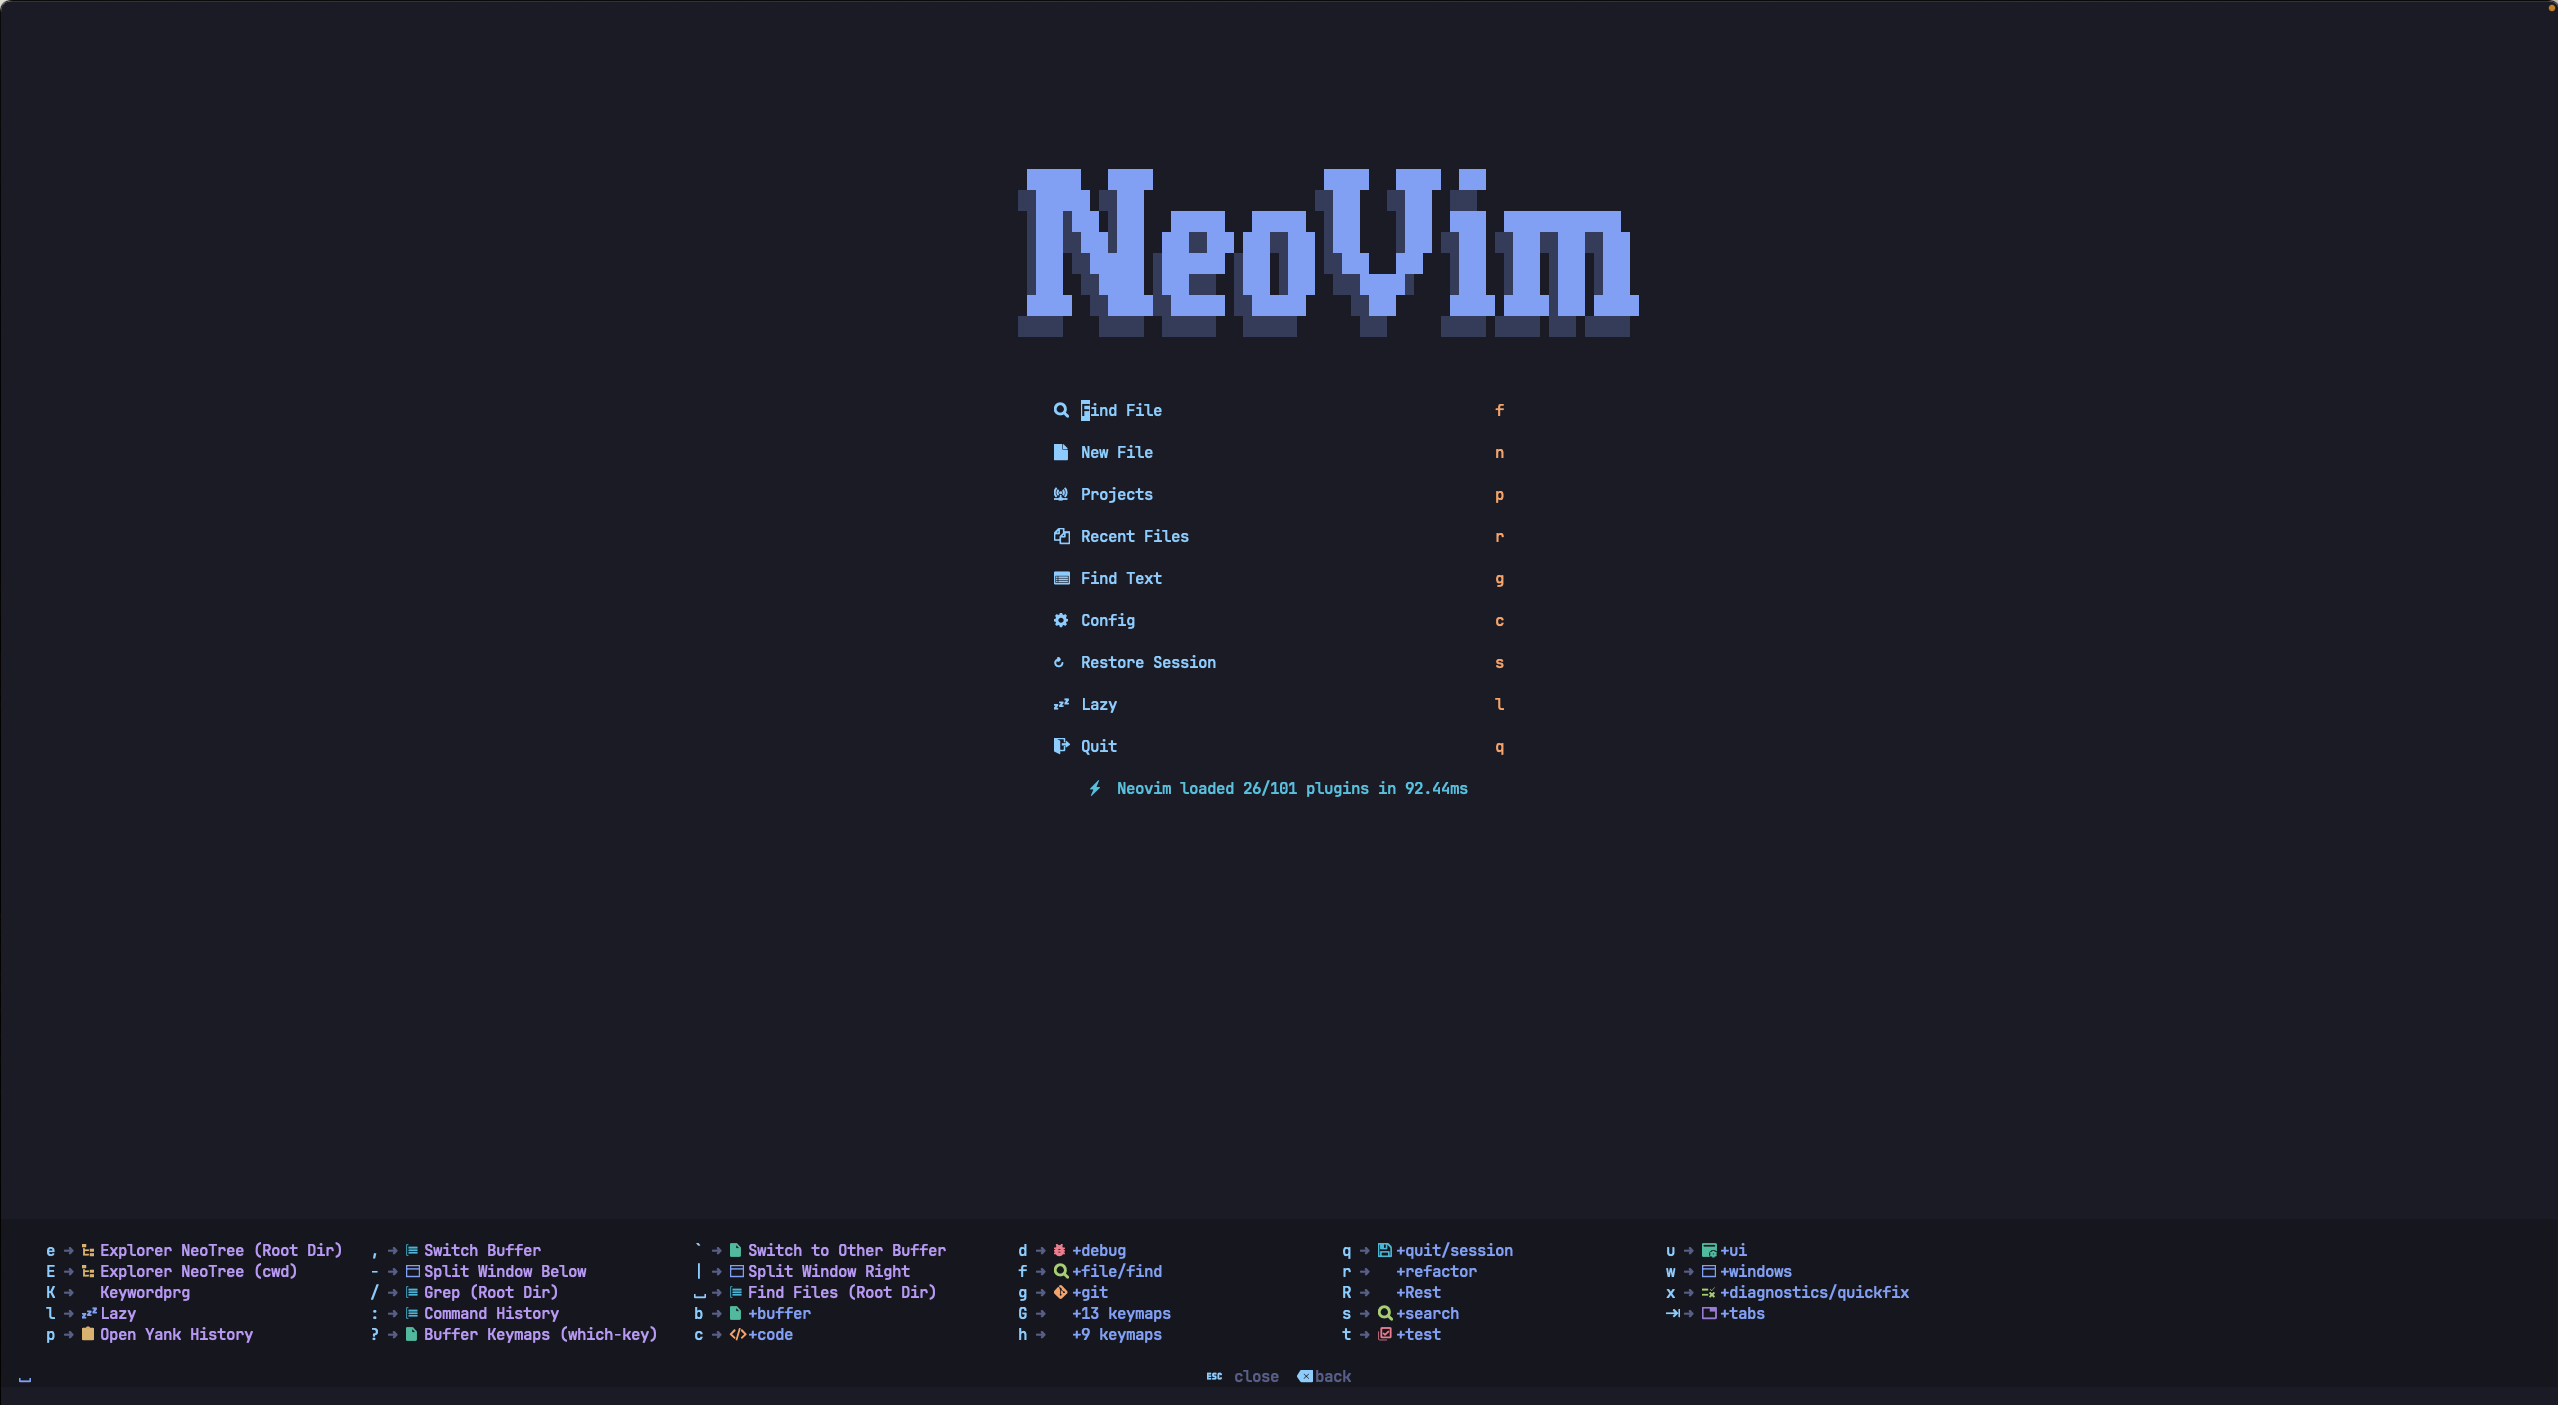 NeoVim
Find File f
New File n
Projects p
Recent Files r
Find Text g
Config c
Restore Session s
Lazy l
Quit q
Neovim loaded 26/101 plugins in 92.44ms
e → Explorer NeoTree (Root Dir) , → Switch Buffer ` → Switch to Other Buffer d → +debug q → +quit/session u → +ui
E → Explorer NeoTree (cwd) - → Split Window Below | → Split Window Right f → +file/find r → +refactor w → +windows
K → Keywordprg / → Grep (Root Dir) ␣ → Find Files (Root Dir) g → +git R → +Rest x → +diagnostics/quickfix
l → Lazy : → Command History b → +buffer G → +13 keymaps s → +search ⇥ → +tabs
p → Open Yank History ? → Buffer Keymaps (which-key) c → +code h → +9 keymaps t → +test
␣ ESC close back